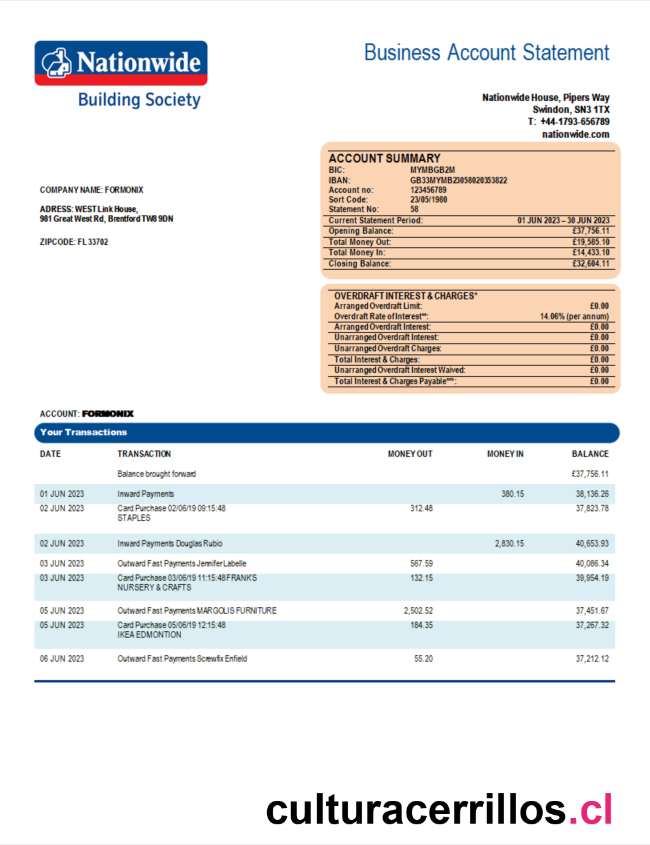 Nationwide
Building Society
Business Account Statement
Nationwide House, Pipers Way
Swindon, SN3 1TX
T: +44-1793-656789
nationwide.com
ACCOUNT SUMMARY
BIC: MYMBGB2M
IBAN: GB33MYMB23058020353822
Account no: 123456789
Sort Code: 23/05/1980
Statement No: 58
Current Statement Period: 01 JUN 2023 – 30 JUN 2023
Opening Balance: £37,756.11
Total Money Out: £19,585.10
Total Money In: £14,433.10
Closing Balance: £32,604.11
COMPANY NAME: FORMONIX
ADRESS: WEST Link House,
981 Great West Rd, Brentford TW8 9DN
ZIPCODE: FL 33702
OVERDRAFT INTEREST & CHARGES*
Arranged Overdraft Limit: £0.00
Overdraft Rate of Interest**: 14.06% (per annum)
Arranged Overdraft Interest: £0.00
Unarranged Overdraft Interest: £0.00
Unarranged Overdraft Charges: £0.00
Total Interest & Charges: £0.00
Unarranged Overdraft Interest Waived: £0.00
Total Interest & Charges Payable***: £0.00
ACCOUNT: FORMONIX
Your Transactions
DATE TRANSACTION MONEY OUT MONEY IN BALANCE
Balance brought forward £37,756.11
01 JUN 2023 Inward Payments 380.15 38,136.26
02 JUN 2023 Card Purchase 02/06/19 09:15:48 312.48 37,823.78
STAPLES
02 JUN 2023 Inward Payments Douglas Rubio 2,830.15 40,653.93
03 JUN 2023 Outward Fast Payments Jennifer Labelle 567.59 40,086.34
03 JUN 2023 Card Purchase 03/06/19 11:15:48 FRANK'S 132.15 39,954.19
NURSERY & CRAFTS
05 JUN 2023 Outward Fast Payments MARGOLIS FURNITURE 2,502.52 37,451.67
05 JUN 2023 Card Purchase 05/06/19 12:15:48 184.35 37,267.32
IKEA EDMONTION
06 JUN 2023 Outward Fast Payments Screwfix Enfield 55.20 37,212.12
culturacerrillos.cl